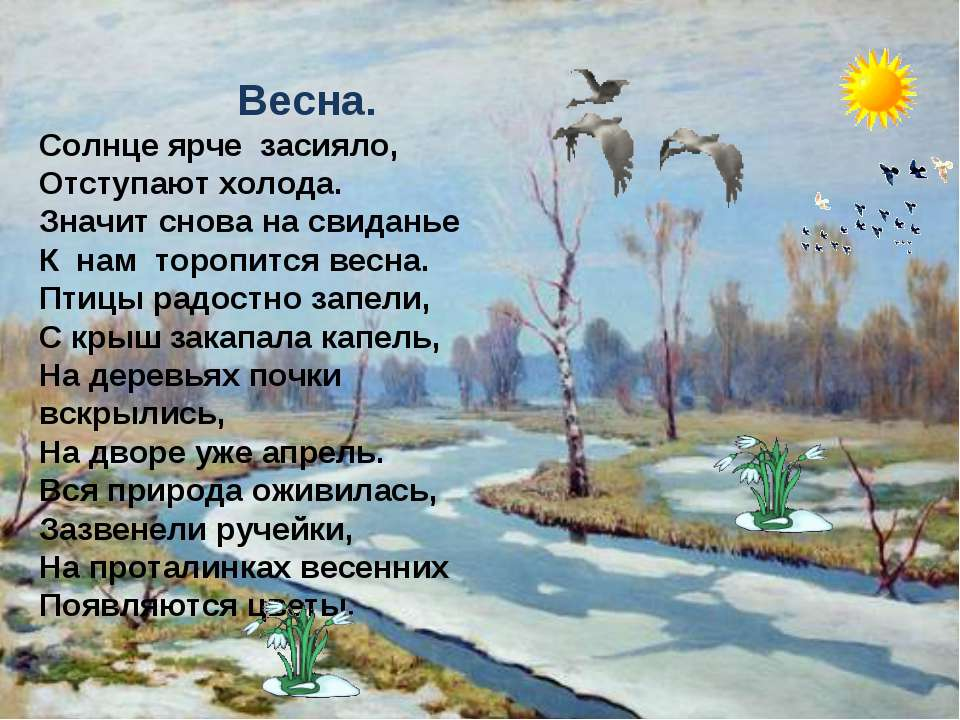 Весна.
Солнце ярче  засияло,
Отступают холода.
Значит снова на свиданье
К  нам  торопится весна.
Птицы радостно запели,
С крыш закапала капель,
На деревьях почки
вскрылись,
На дворе уже апрель.
Вся природа оживилась,
Зазвенели ручейки,
На проталинках весенних
Появляются цветы.